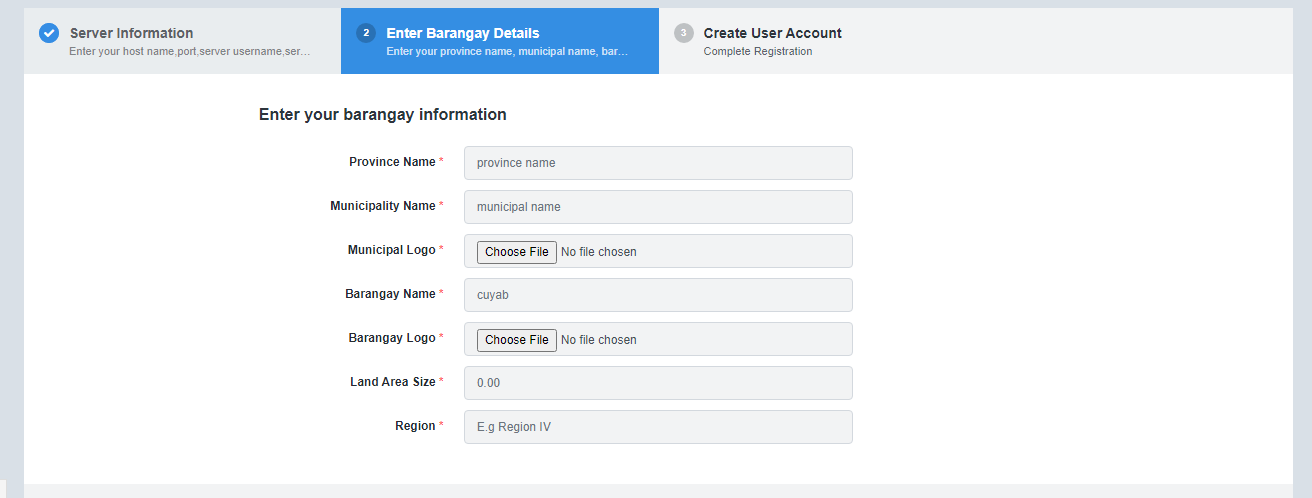 Server Information
Enter your host name,port,server username,ser...
2
Enter Barangay Details
Enter your province name, municipal name, bar...
3
Create User Account
Complete Registration
Enter your barangay information
Province Name * province name
Municipality Name * municipal name
Municipal Logo * Choose File No file chosen
Barangay Name * cuyab
Barangay Logo * Choose File No file chosen
Land Area Size * 0.00
Region * E.g Region IV